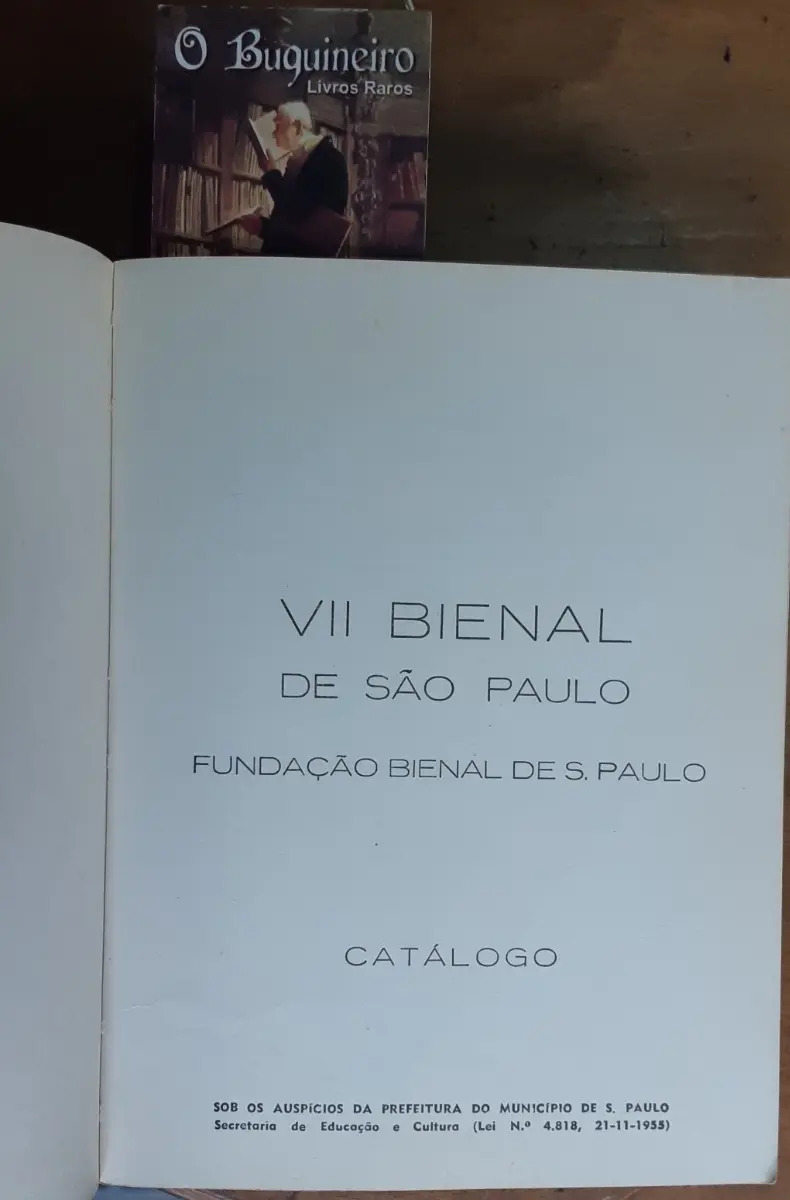 O Buquineiro
Livros Raros
VII BIENAL
DE SÃO PAULO
FUNDAÇÃO BIENAL DE S. PAULO
CATÁLOGO
SOB OS AUSPÍCIOS DA PREFEITURA DO MUNICÍPIO DE S. PAULO
Secretaria de Educação e Cultura (Lei N.º 4.818, 21-11-1955)